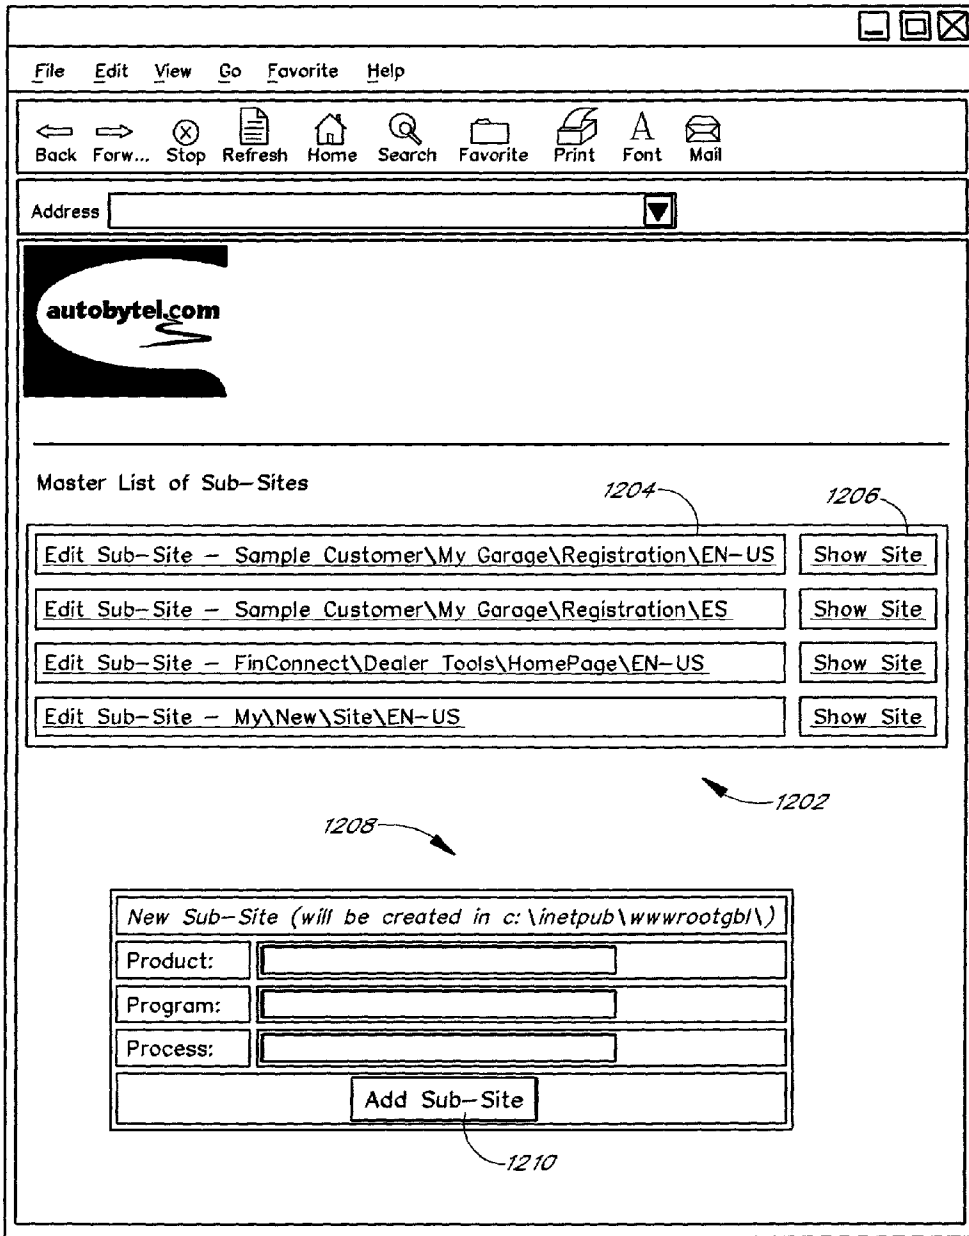 File Edit View Go Favorite Help
Back Forw... Stop Refresh Home Search Favorite Print Font Mail
Address
autobytel.com
Master List of Sub-Sites
1204
1206
Edit Sub-Site - Sample Customer\My Garage\Registration\EN-US Show Site
Edit Sub-Site - Sample Customer\My Garage\Registration\ES Show Site
Edit Sub-Site - FinConnect\Dealer Tools\HomePage\EN-US Show Site
Edit Sub-Site - My\New\Site\EN-US Show Site
1202
1208
New Sub-Site (will be created in c:\inetpub\wwwrootgbl\)
Product:
Program:
Process:
Add Sub-Site
1210